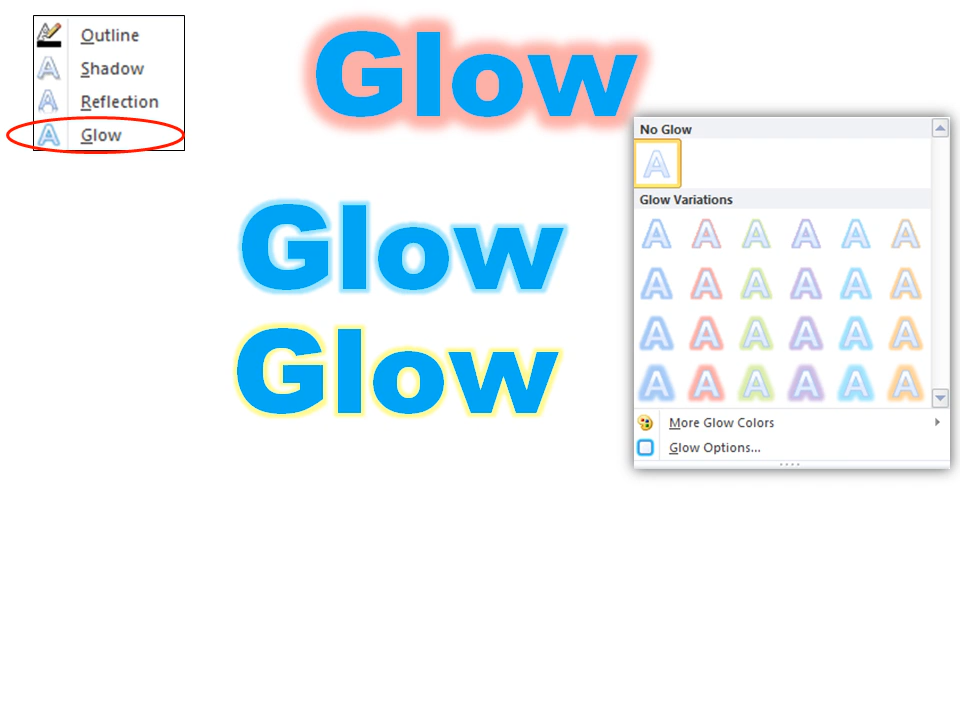 Outline
Shadow
Reflection
Glow
Glow
Glow
Glow
No Glow
A
Glow Variations
A A A A A A
A A A A A A
A A A A A A
A A A A A A
More Glow Colors
Glow Options...